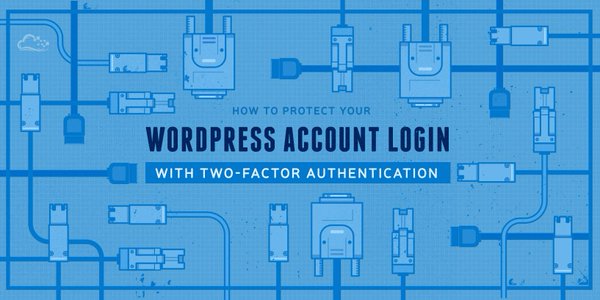 HOW TO PROTECT YOUR
WORDPRESS ACCOUNT LOGIN
WITH TWO-FACTOR AUTHENTICATION